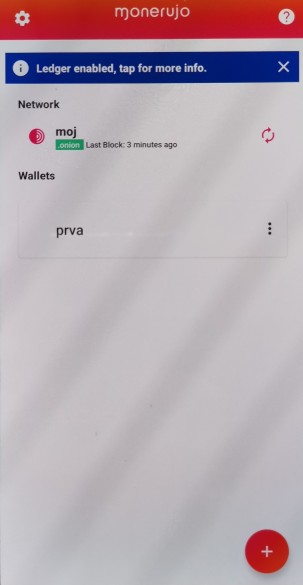 monerujo
Ledger enabled, tap for more info.
Network
moj
.onion Last Block: 3 minutes ago
Wallets
prva